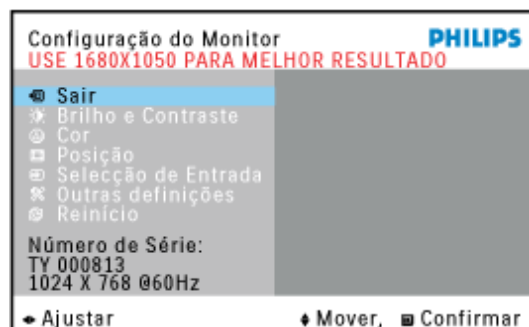 Configuração do Monitor PHILIPS
USE 1680X1050 PARA MELHOR RESULTADO
Sair
Brilho e Contraste
Cor
Posição
Selecção de Entrada
Outras definições
Reinício
Número de Série:
TY 000813
1024 X 768 @60Hz
Ajustar Mover, Confirmar